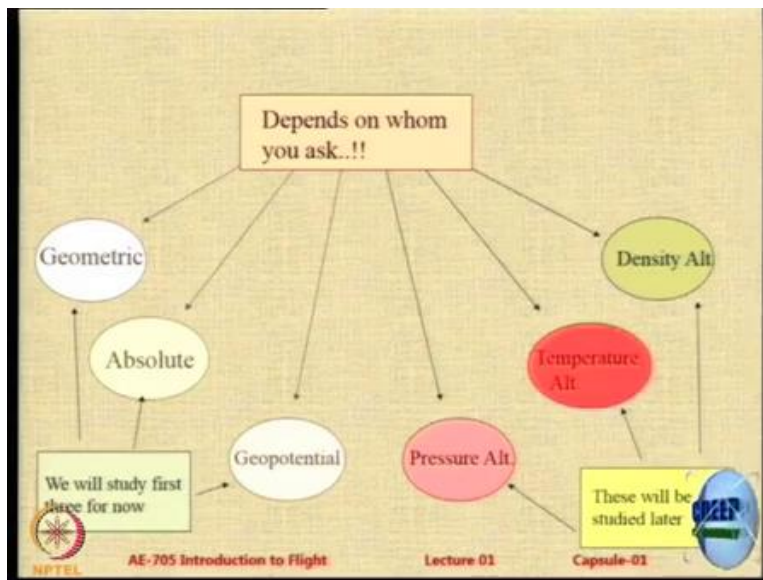 Depends on whom
you ask..!!
Geometric
Density Alt.
Absolute
Temperature
Alt.
Geopotential
Pressure Alt.
We will study first
three for now
These will be
studied later
NPTEL
AE-705 Introduction to Flight
Lecture 01
Capsule-01